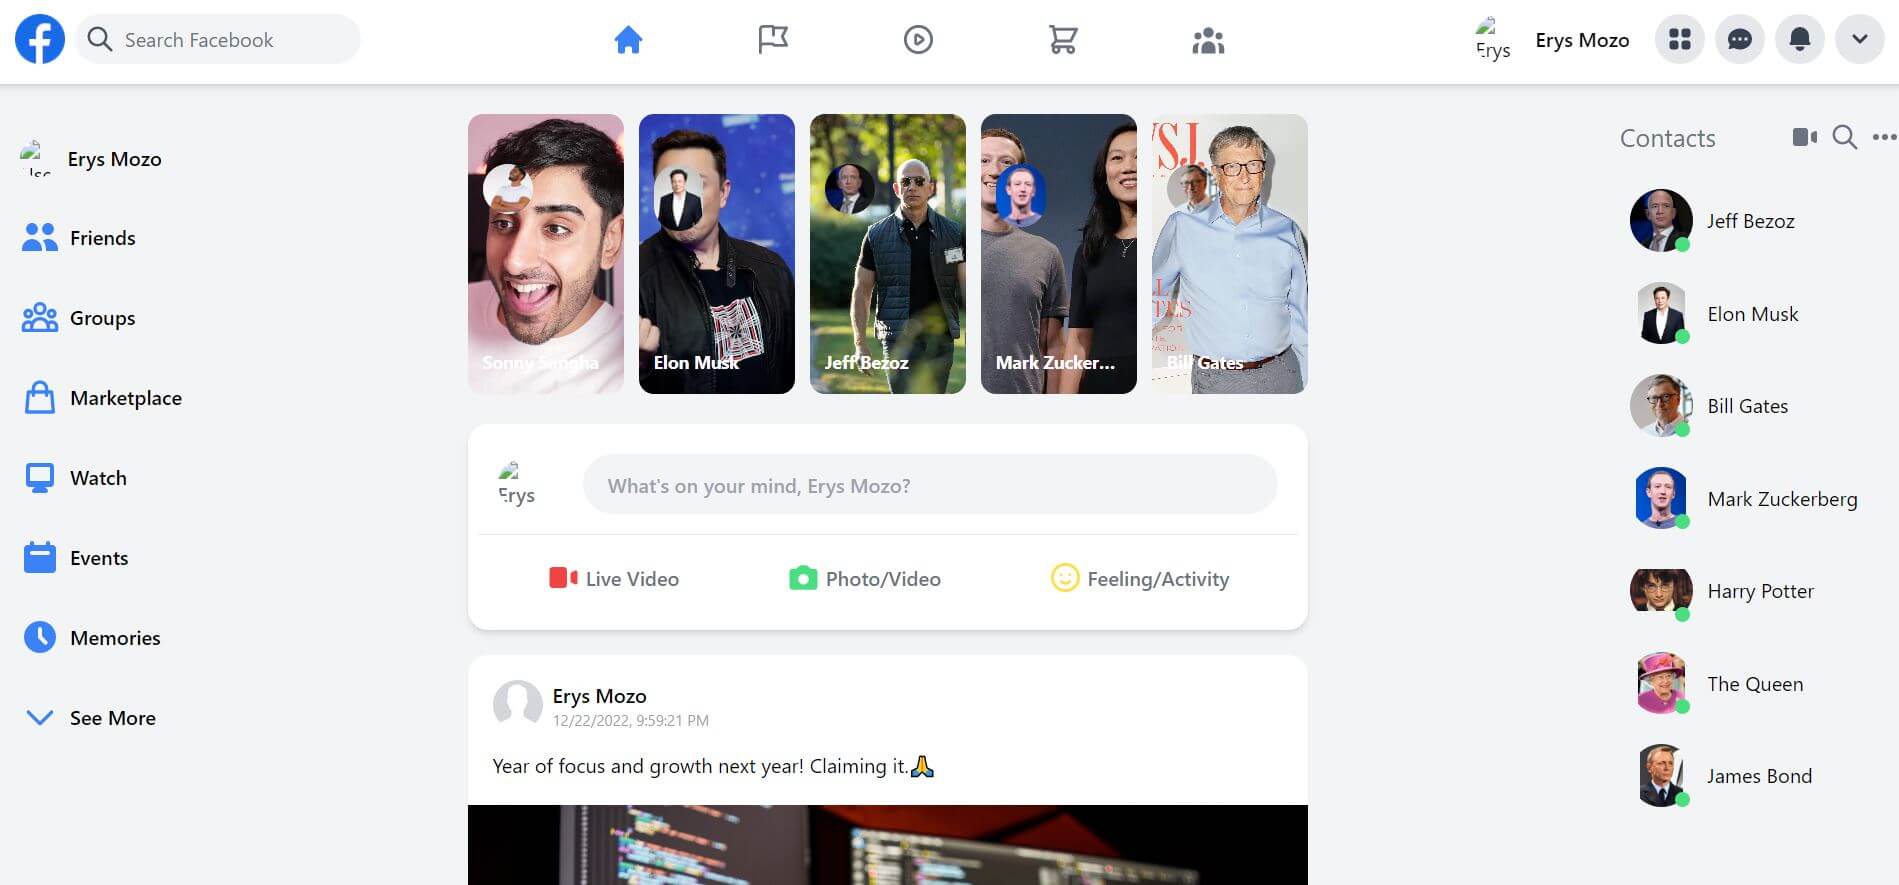 Search Facebook
Erys
Erys Mozo
Erys Mozo
Friends
Groups
Marketplace
Watch
Events
Memories
See More
Sonny Sangha
Elon Musk
Jeff Bezoz
Mark Zucker...
Bill Gates
Erys
What's on your mind, Erys Mozo?
Live Video
Photo/Video
Feeling/Activity
Erys Mozo
12/22/2022, 9:59:21 PM
Year of focus and growth next year! Claiming it.🙏
Contacts
Jeff Bezoz
Elon Musk
Bill Gates
Mark Zuckerberg
Harry Potter
The Queen
James Bond